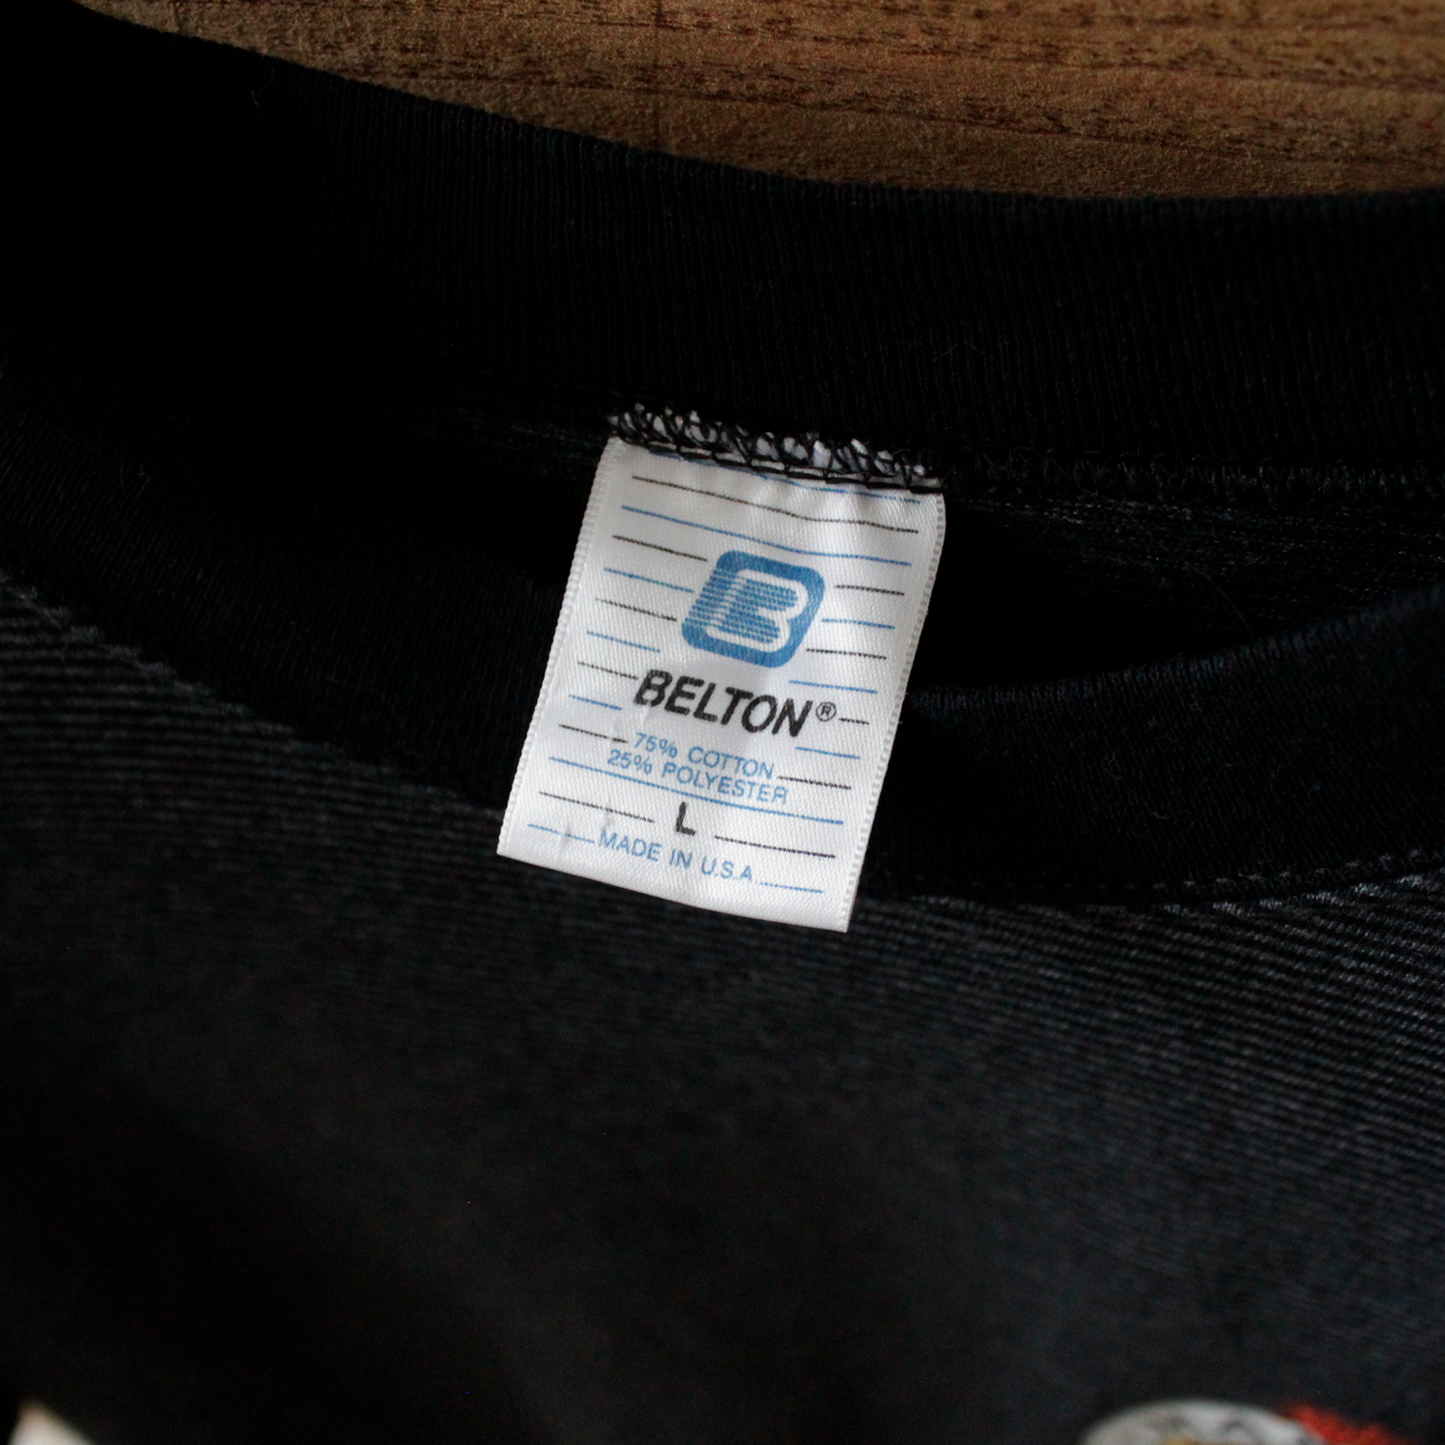 B
BELTON®
75% COTTON
25% POLYESTER
L
MADE IN U.S.A.